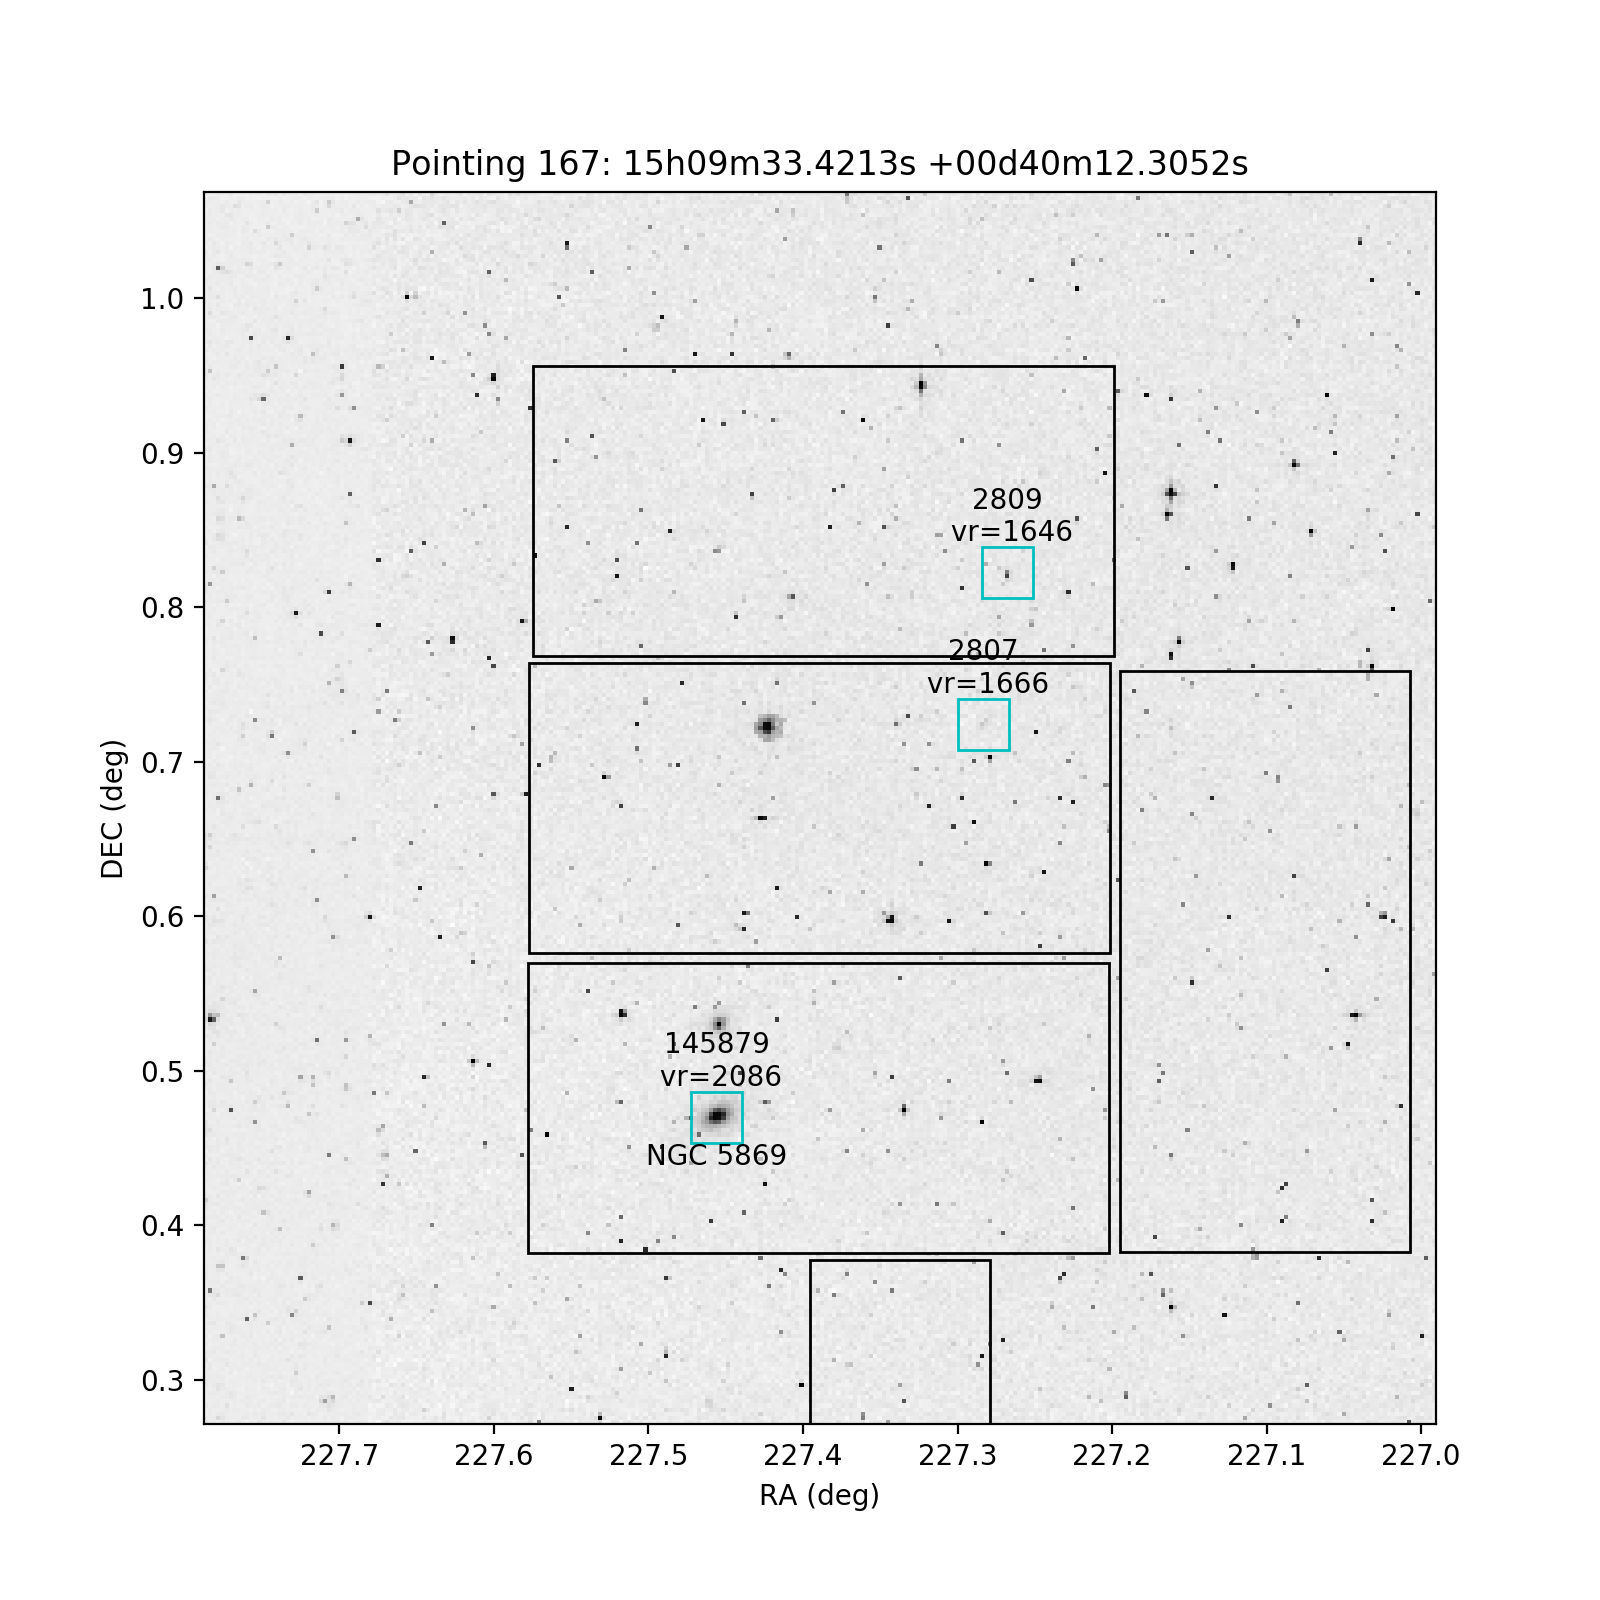 Pointing 167: 15h09m33.4213s +00d40m12.3052s
1.0
0.9
0.8
0.7
0.6
0.5
0.4
0.3
DEC (deg)
2809
vr=1646
2807
vr=1666
145879
vr=2086
NGC 5869
227.7
227.6
227.5
227.4
227.3
227.2
227.1
227.0
RA (deg)